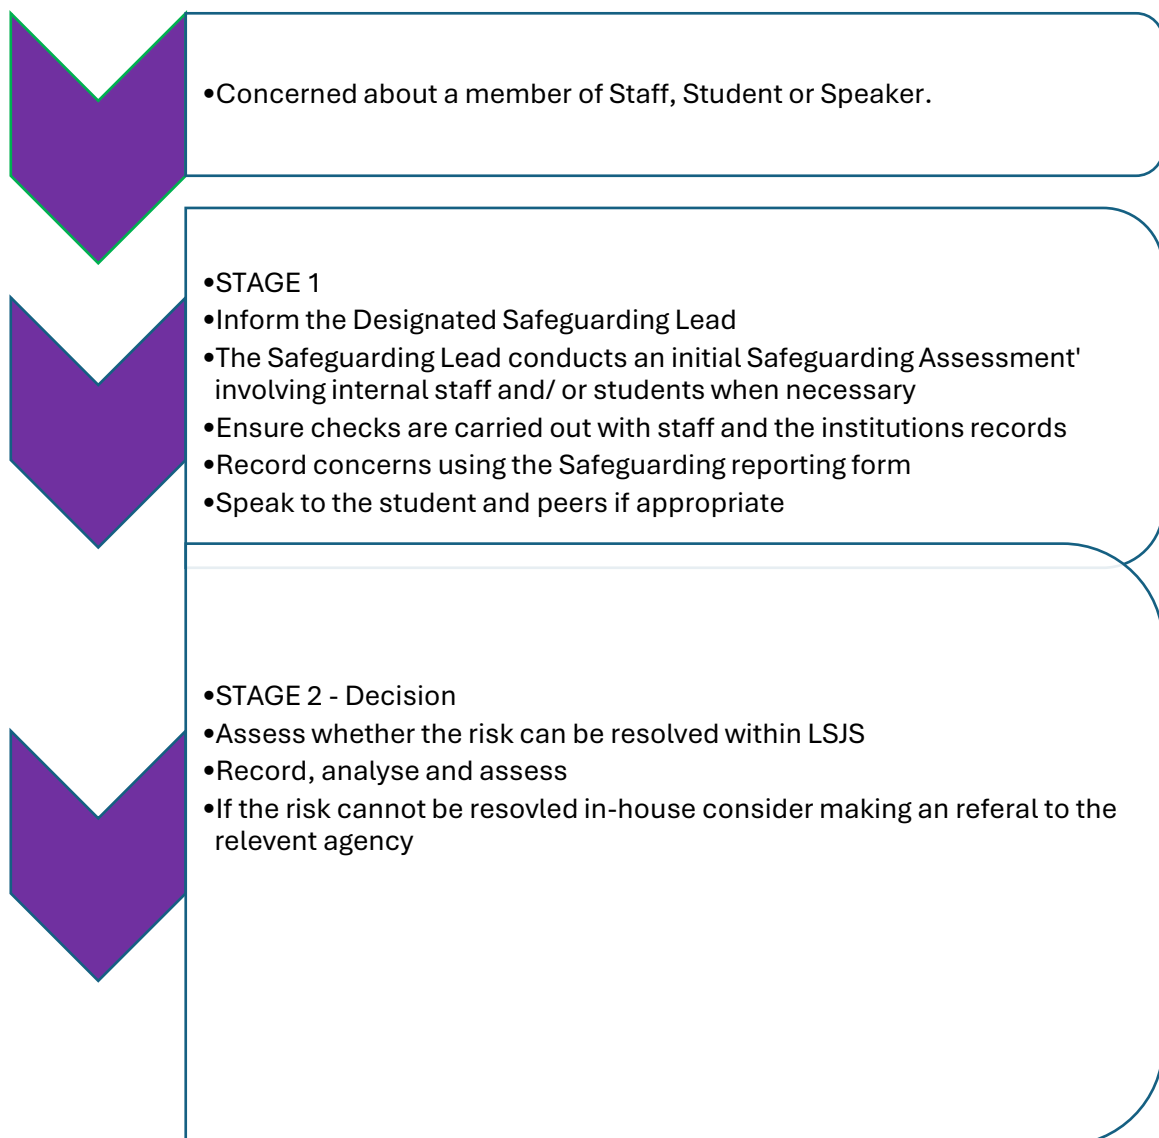 •Concerned about a member of Staff, Student or Speaker.
•STAGE 1
•Inform the Designated Safeguarding Lead
•The Safeguarding Lead conducts an initial Safeguarding Assessment'
involving internal staff and/ or students when necessary
•Ensure checks are carried out with staff and the institutions records
•Record concerns using the Safeguarding reporting form
•Speak to the student and peers if appropriate
•STAGE 2 - Decision
•Assess whether the risk can be resolved within LSJS
•Record, analyse and assess
•If the risk cannot be resovled in-house consider making an referal to the
relevent agency